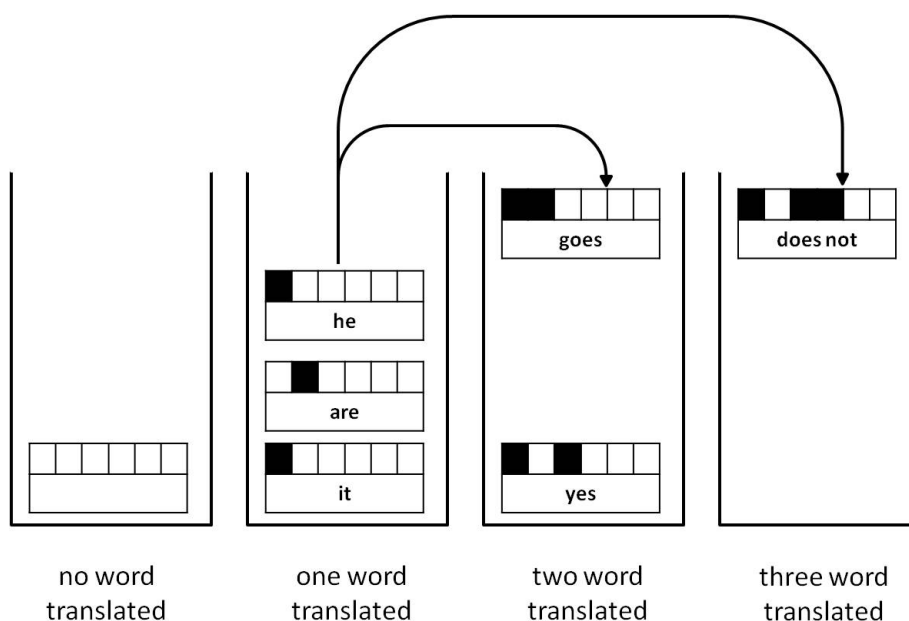 goes
does not
he
are
it
yes
no word
translated
one word
translated
two word
translated
three word
translated